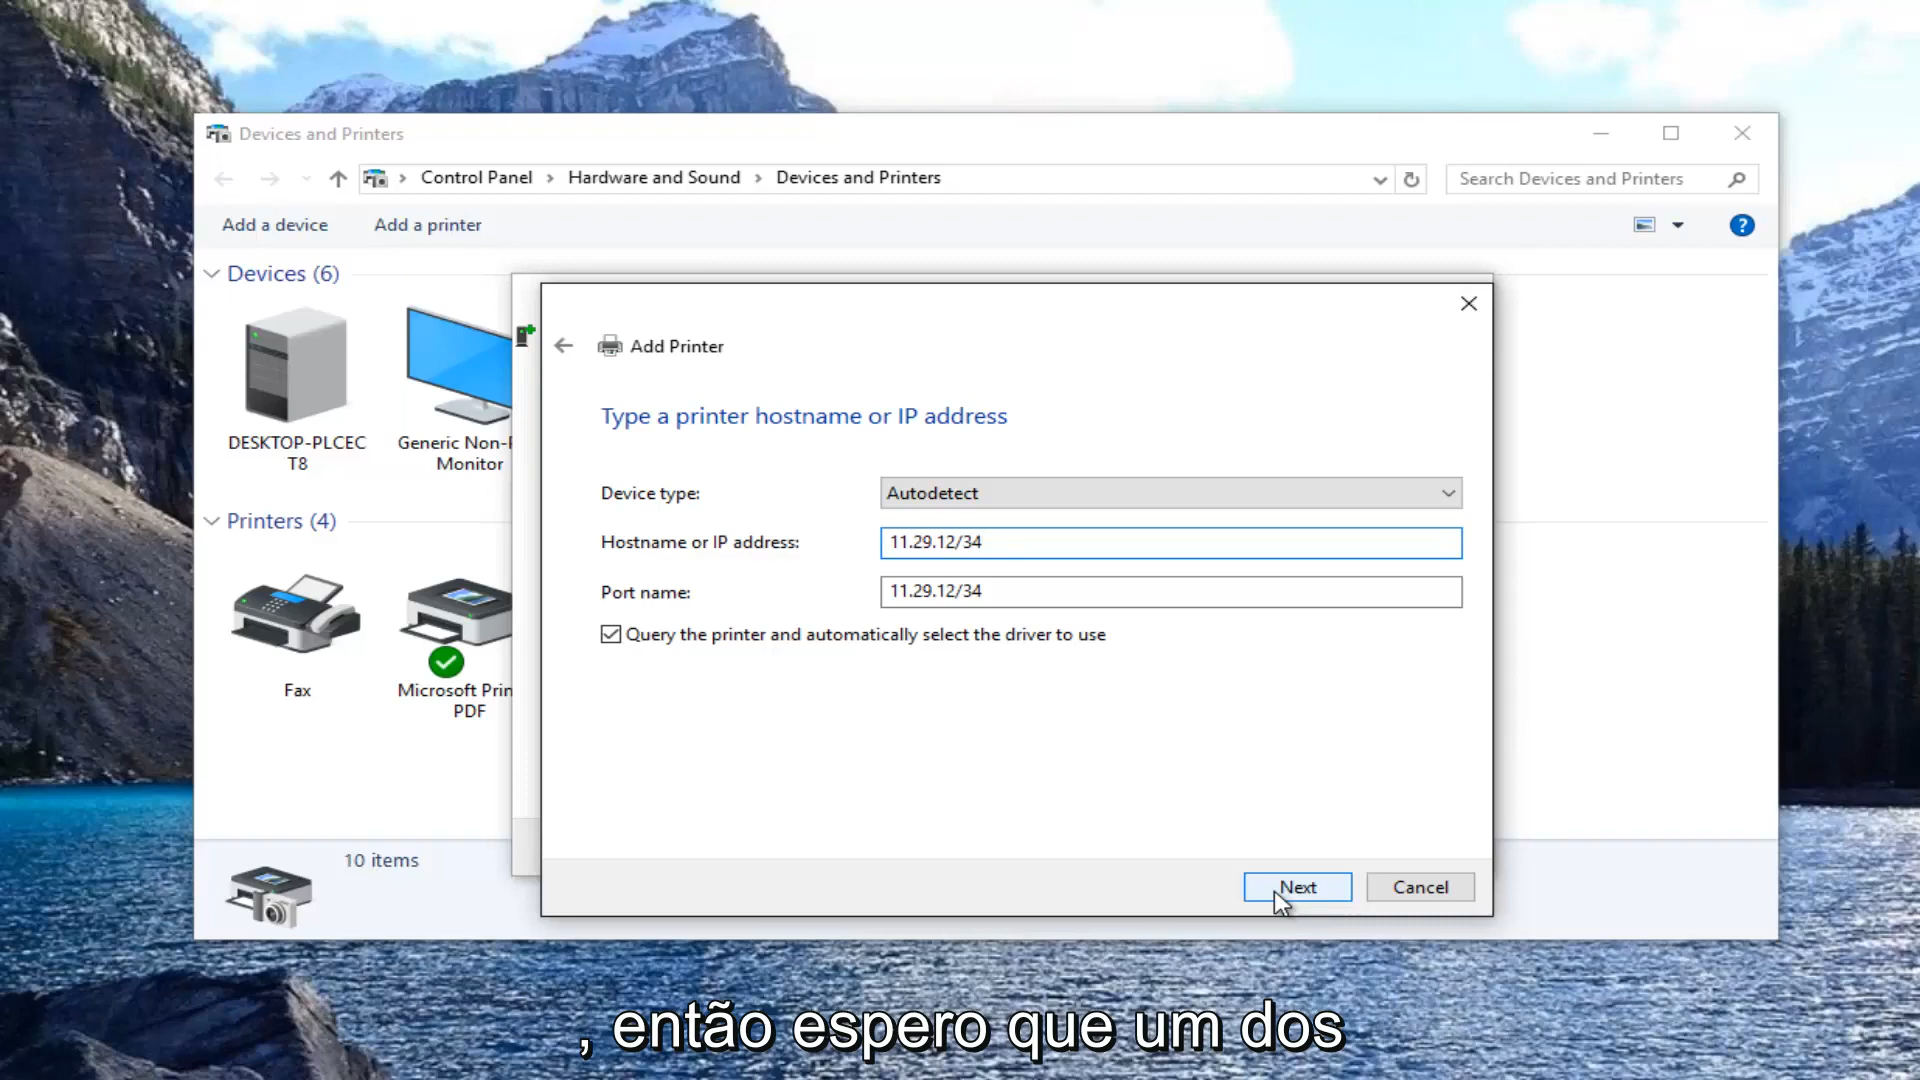 Devices and Printers
Control Panel > Hardware and Sound > Devices and Printers
Search Devices and Printers
Add a device
Add a printer
?
Devices (6)
DESKTOP-PLCEC
T8
Generic Non-P
Monitor
Printers (4)
Fax
Microsoft Prin
PDF
10 items
Add Printer
Type a printer hostname or IP address
Device type:
Autodetect
Hostname or IP address:
11.29.12/34
Port name:
11.29.12/34
Query the printer and automatically select the driver to use
Next
Cancel
, então espero que um dos